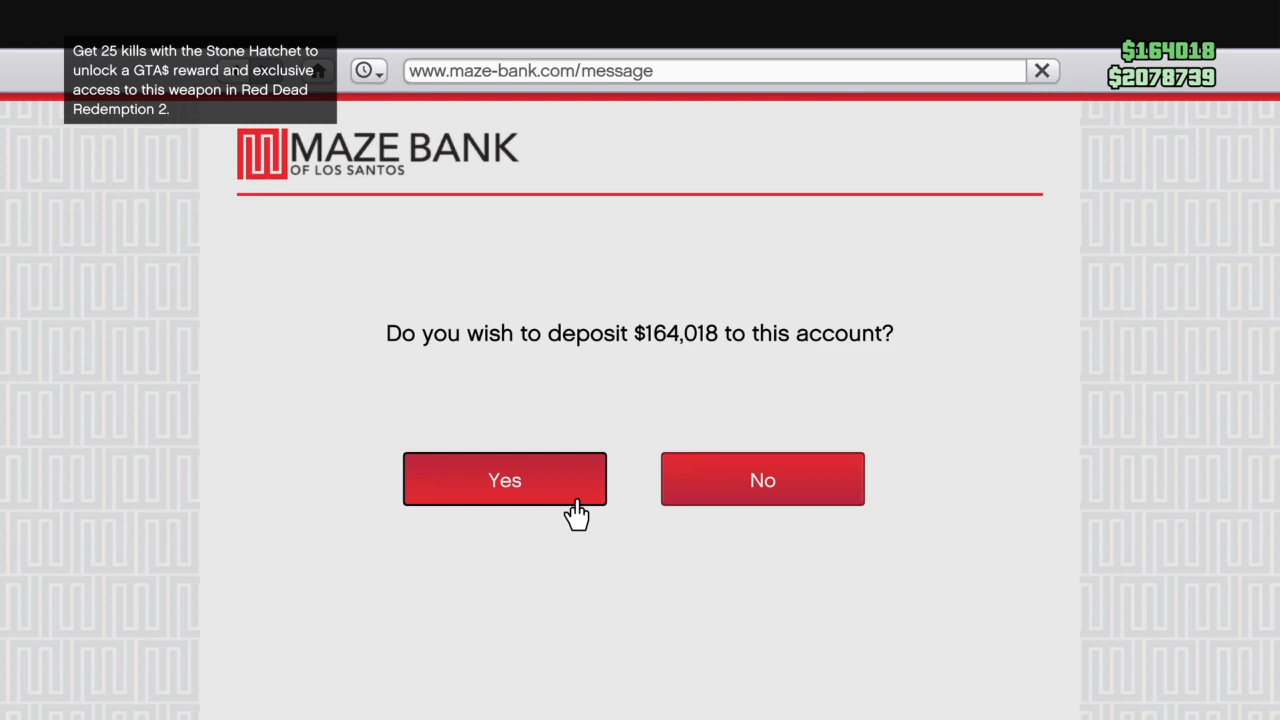 Get 25 kills with the Stone Hatchet to
unlock a GTA$ reward and exclusive
access to this weapon in Red Dead
Redemption 2.
www.maze-bank.com/message
$164018
$2078739
MAZE BANK
OF LOS SANTOS
Do you wish to deposit $164,018 to this account?
Yes
No